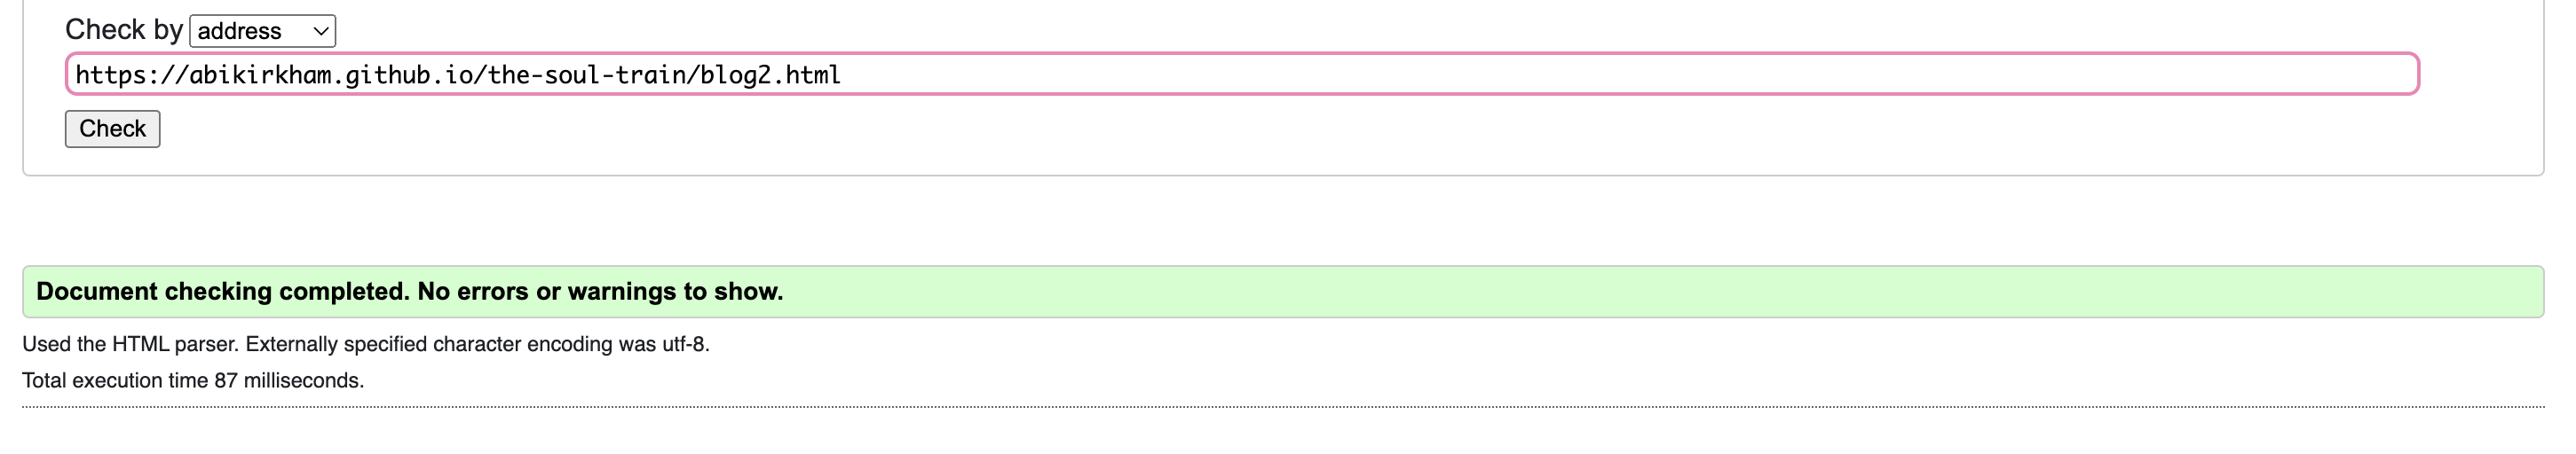 Check by address
https://abikirkham.github.io/the-soul-train/blog2.html
Check
Document checking completed. No errors or warnings to show.
Used the HTML parser. Externally specified character encoding was utf-8.
Total execution time 87 milliseconds.